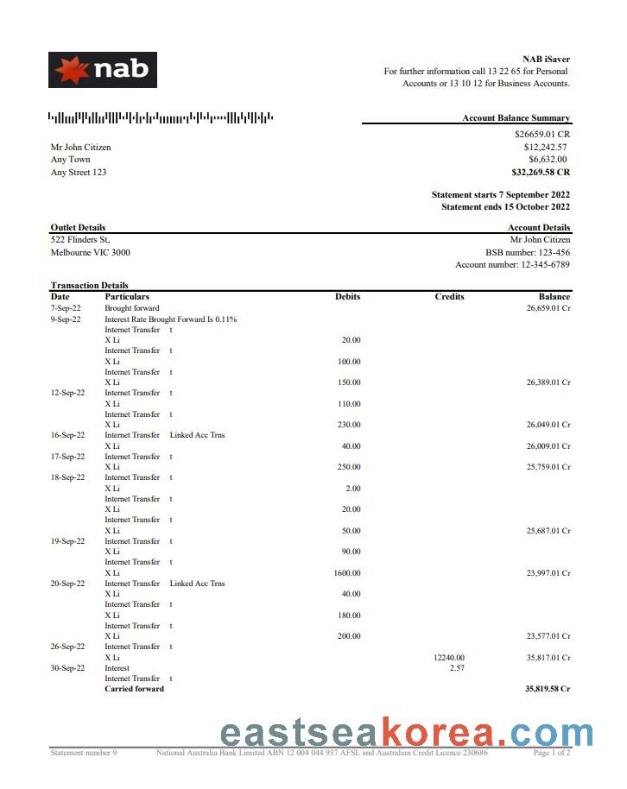 nab
NAB iSaver
For further information call 13 22 65 for Personal
Accounts or 13 10 12 for Business Accounts.
Account Balance Summary
$26659.01 CR
Mr John Citizen $12,242.57
Any Town $6,632.00
Any Street 123 $32,269.58 CR
Statement starts 7 September 2022
Statement ends 15 October 2022
Outlet Details Account Details
522 Flinders St, Mr John Citizen
Melbourne VIC 3000 BSB number: 123-456
Account number: 12-345-6789
Transaction Details
Date Particulars Debits Credits Balance
7-Sep-22 Brought forward 26,659.01 Cr
9-Sep-22 Interest Rate Brought Forward Is 0.11%
Internet Transfer t
X Li 20.00
Internet Transfer t
X Li 100.00
Internet Transfer t
X Li 150.00 26,389.01 Cr
12-Sep-22 Internet Transfer t
X Li 110.00
Internet Transfer t
X Li 230.00 26,049.01 Cr
16-Sep-22 Internet Transfer Linked Acc Trns
X Li 40.00 26,009.01 Cr
17-Sep-22 Internet Transfer t
X Li 250.00 25,759.01 Cr
18-Sep-22 Internet Transfer t
X Li 2.00
Internet Transfer t
X Li 20.00
Internet Transfer t
X Li 50.00 25,687.01 Cr
19-Sep-22 Internet Transfer t
X Li 90.00
Internet Transfer t
X Li 1600.00 23,997.01 Cr
20-Sep-22 Internet Transfer Linked Acc Trns
X Li 40.00
Internet Transfer t
X Li 180.00
Internet Transfer t
X Li 200.00 23,577.01 Cr
26-Sep-22 Internet Transfer t
X Li 12240.00 35,817.01 Cr
30-Sep-22 Interest 2.57
Internet Transfer t
Carried forward 35,819.58 Cr
eastseakorea.com
Statement number 9 National Australia Bank Limited ABN 12 004 044 937 AFSL and Australian Credit Licence 230686 Page 1 of 2